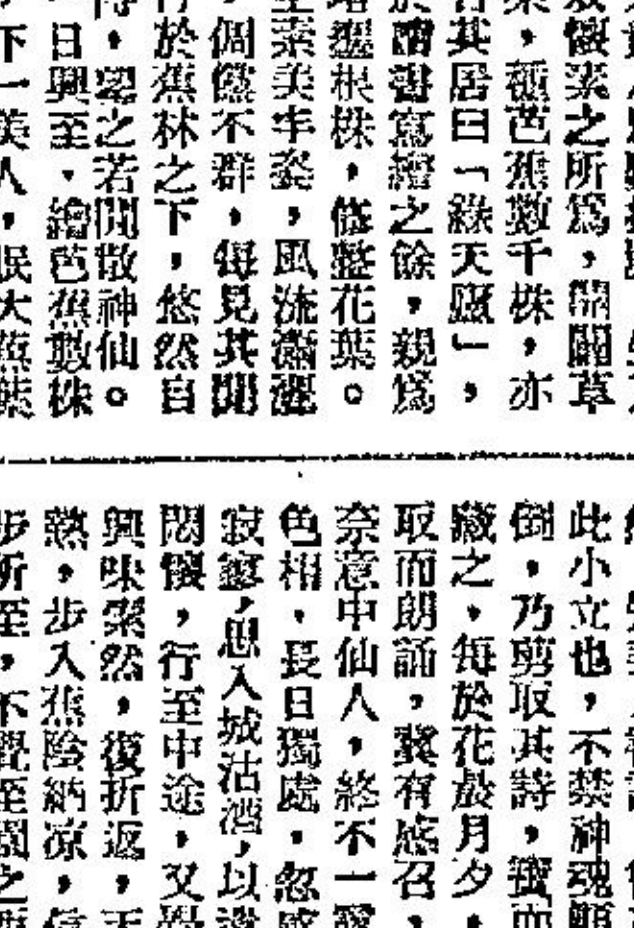 懷素之所爲，開闢草
，種芭蕉數千株，亦
其居曰「綠天廬」，
於讀書寫繪之餘，親爲
培溉根株，修整花葉。
至素美丰姿，風流瀟灑
，倜儻不群，每見其閒
行於蕉林之下，悠然自
得，望之若閒散神仙。
一日興至，繪芭蕉數株
下一美人，眠大蕉葉
此小立也，不禁神魂顚
倒，乃剪取其詩，寶而
藏之，每於花晨月夕，
取而朗誦，冀有感召，
奈意中仙人，終不一露
色相，長日獨處，忽感
寂寥，思入城沽酒，以遣
悶懷，行至中途，又覺
興味索然，復折返，天
熱，步入蕉陰納凉，信
步所至，不覺至園之